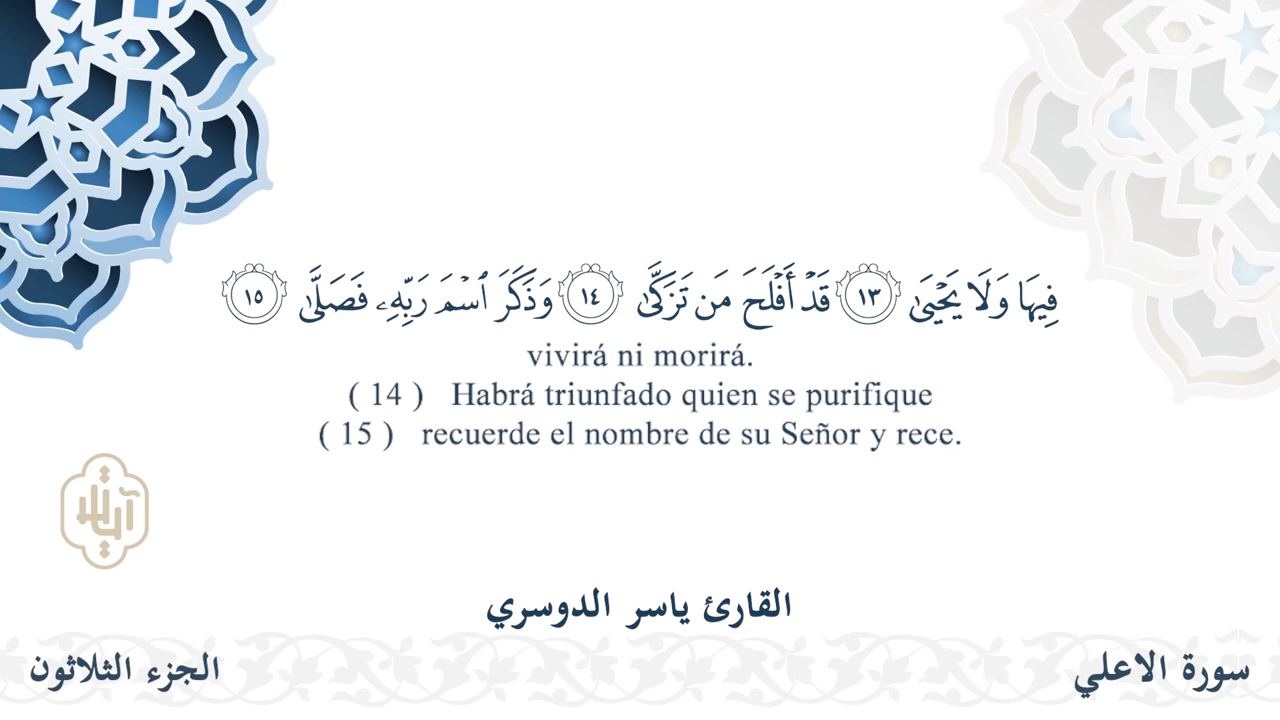 فِيهَا وَلَا يَحْيَىٰ ١٣ قَدْ أَفْلَحَ مَن تَزَكَّىٰ ١٤ وَذَكَرَ ٱسْمَ رَبِّهِۦ فَصَلَّىٰ ١٥
vivirá ni morirá.
( 14 ) Habrá triunfado quien se purifique
( 15 ) recuerde el nombre de su Señor y rece.
القارئ ياسر الدوسري
سورة الاعلي
الجزء الثلاثون